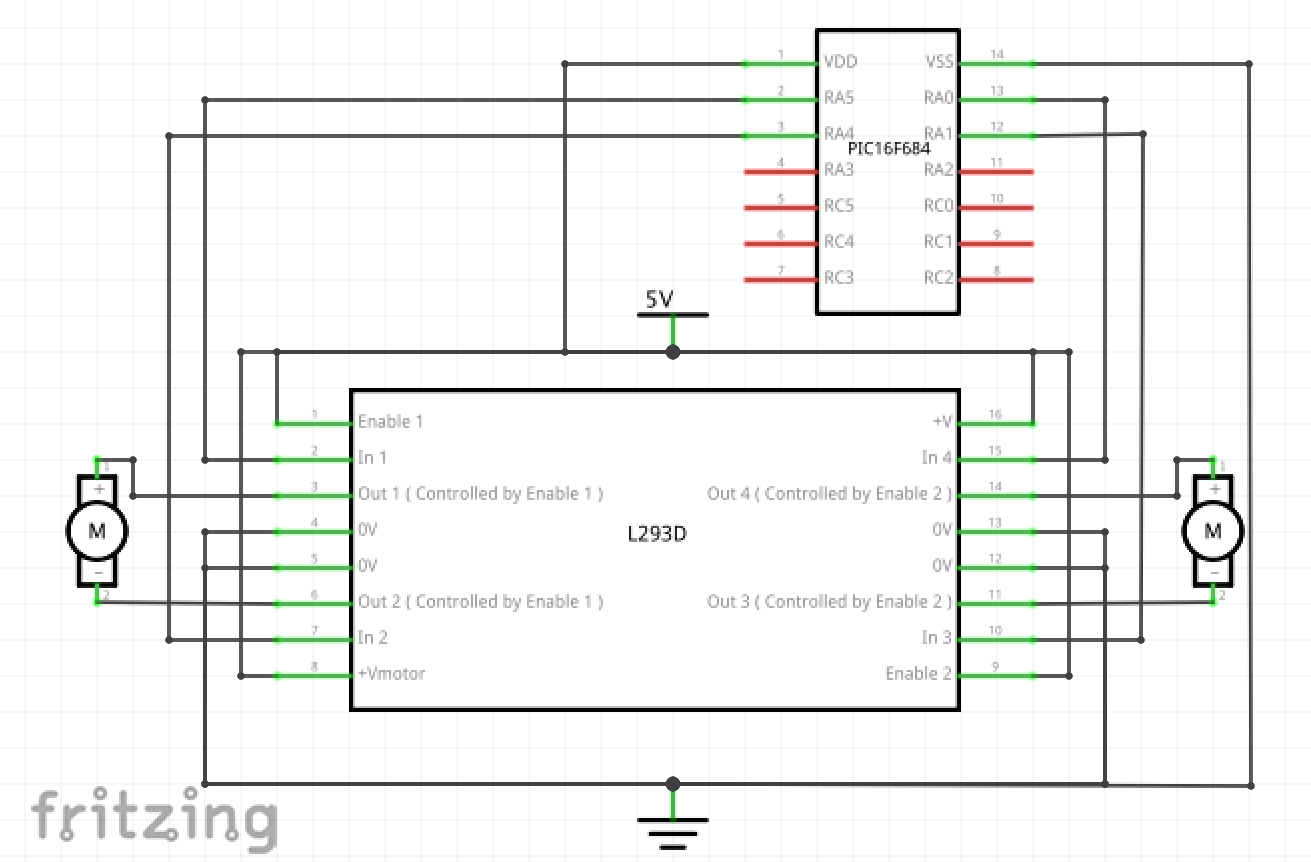 1 VDD VSS 14
2 RA5 RA0 13
3 RA4 RA1 12
PIC16F684
4 RA3 RA2 11
5 RC5 RC0 10
6 RC4 RC1 9
7 RC3 RC2 8
5V
1 Enable 1 +V 16
2 In 1 In 4 15
3 Out 1 ( Controlled by Enable 1 ) Out 4 ( Controlled by Enable 2 ) 14
4 0V 0V 13
L293D
5 0V 0V 12
6 Out 2 ( Controlled by Enable 1 ) Out 3 ( Controlled by Enable 2 ) 11
7 In 2 In 3 10
8 +Vmotor Enable 2 9
1
+
M
-
2
1
+
M
-
2
fritzing